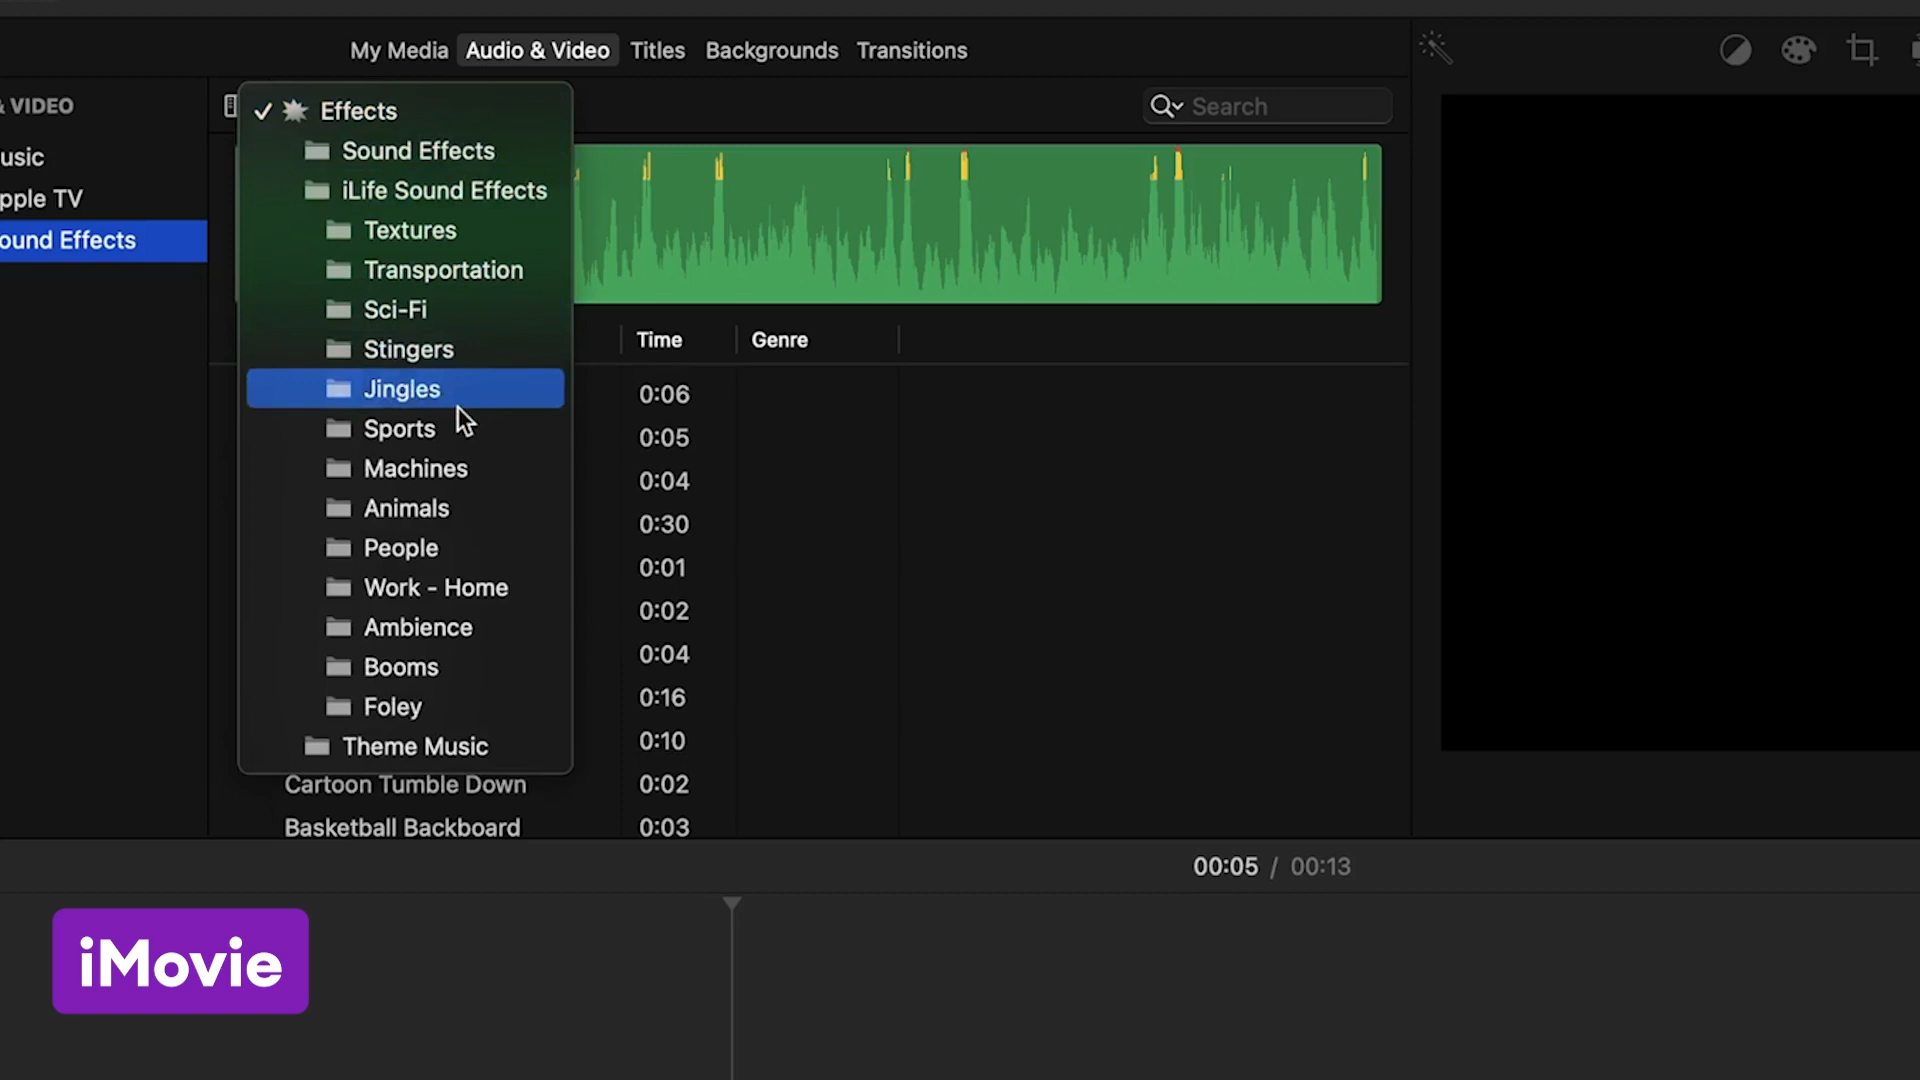 My Media Audio & Video Titles Backgrounds Transitions
& VIDEO
Search
usic
pple TV
ound Effects
Effects
Sound Effects
iLife Sound Effects
Textures
Transportation
Sci-Fi
Stingers
Jingles
Sports
Machines
Animals
People
Work - Home
Ambience
Booms
Foley
Theme Music
Time Genre
0:06
0:05
0:04
0:30
0:01
0:02
0:04
0:16
0:10
Cartoon Tumble Down 0:02
Basketball Backboard 0:03
00:05 / 00:13
iMovie